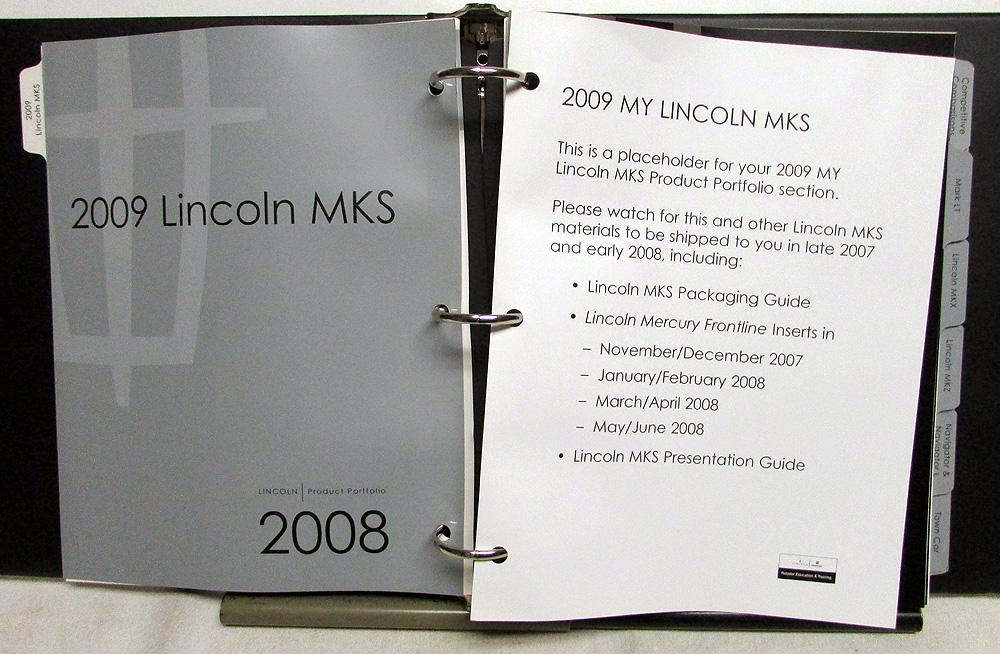 2009
Lincoln MKS
2009 Lincoln MKS
LINCOLN | Product Portfolio
2008
2009 MY LINCOLN MKS
This is a placeholder for your 2009 MY
Lincoln MKS Product Portfolio section.
Please watch for this and other Lincoln MKS
materials to be shipped to you in late 2007
and early 2008, including:
• Lincoln MKS Packaging Guide
• Lincoln Mercury Frontline Inserts in
– November/December 2007
– January/February 2008
– March/April 2008
– May/June 2008
• Lincoln MKS Presentation Guide
Retailer Education & Training
Competitive
Comparisons
Mark LT
Lincoln MKX
Lincoln MKZ
Navigator &
Navigator L
Town Car